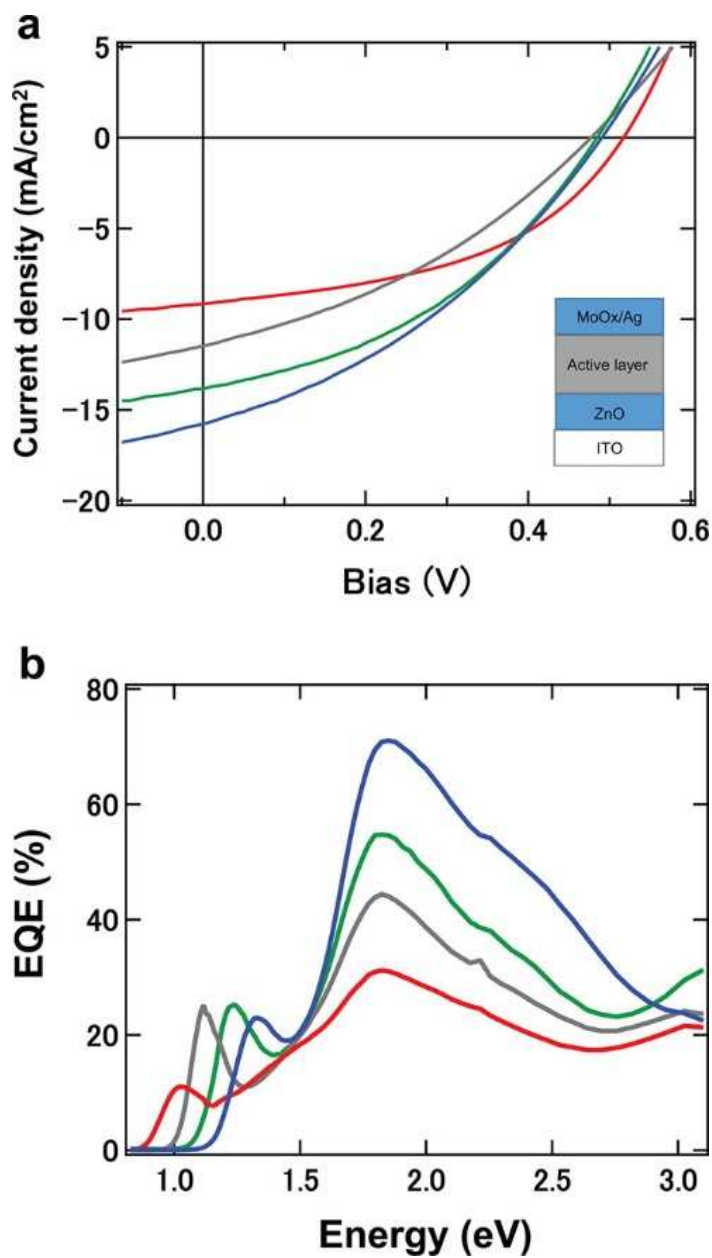 a
5
0
−5
−10
−15
−20
Current density (mA/cm²)
MoOx/Ag
Active layer
ZnO
ITO
0.0 0.2 0.4 0.6
Bias (V)
b
80
60
40
20
0
EQE (%)
1.0 1.5 2.0 2.5 3.0
Energy (eV)